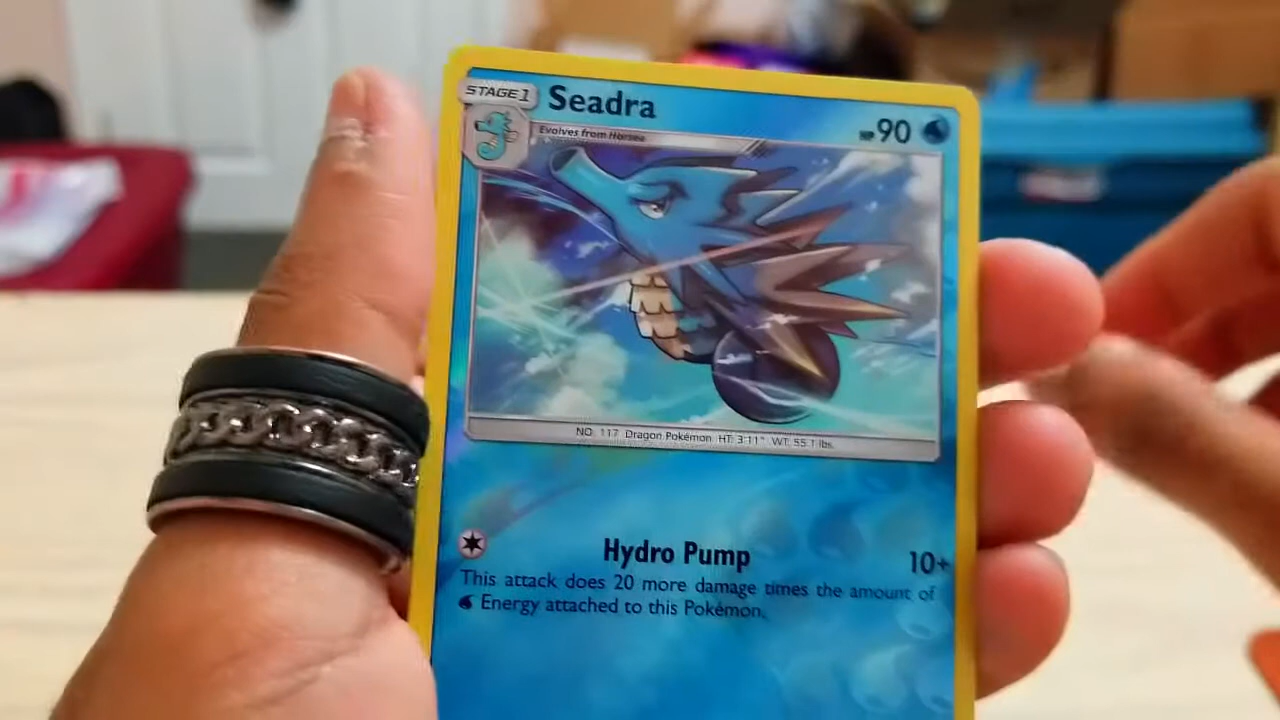 STAGE 1
Seadra
HP 90
Evolves from Horsea
NO. 117 Dragon Pokémon HT: 3'11" WT: 55.1 lbs.
Hydro Pump 10+
This attack does 20 more damage times the amount of
Energy attached to this Pokémon.